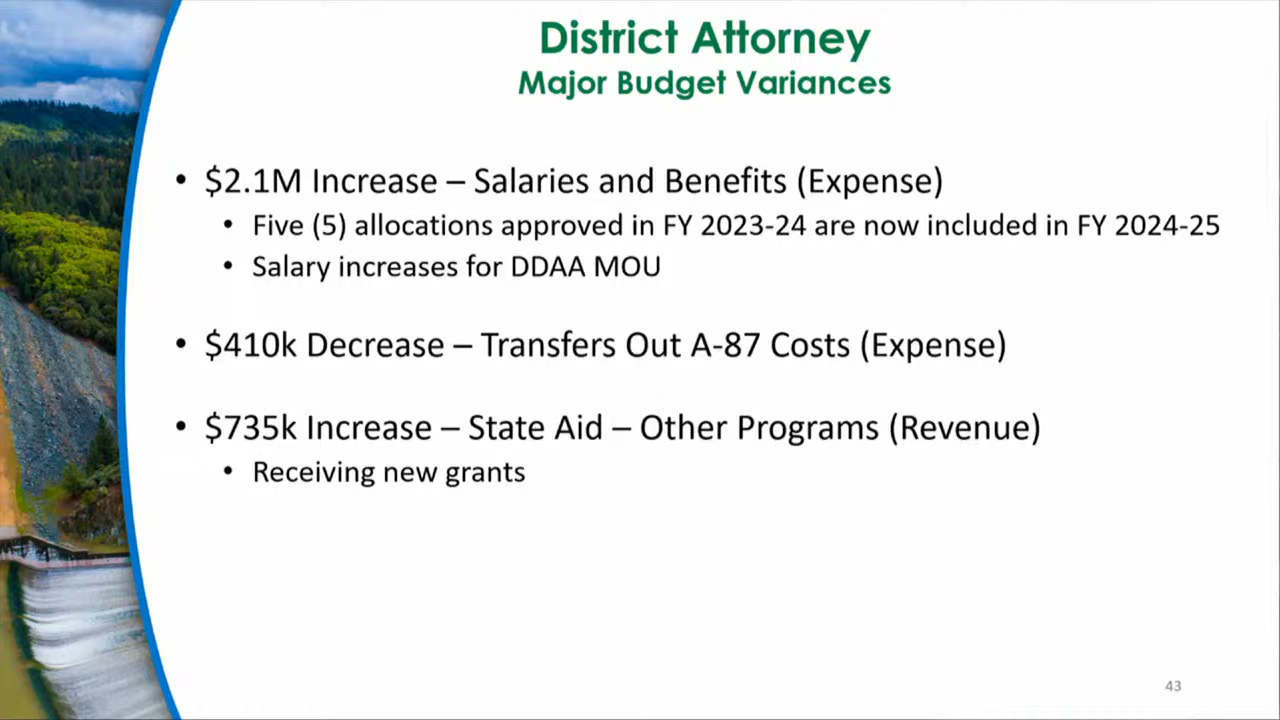 District Attorney
Major Budget Variances
• $2.1M Increase – Salaries and Benefits (Expense)
• Five (5) allocations approved in FY 2023-24 are now included in FY 2024-25
• Salary increases for DDAA MOU
• $410k Decrease – Transfers Out A-87 Costs (Expense)
• $735k Increase – State Aid – Other Programs (Revenue)
• Receiving new grants
43